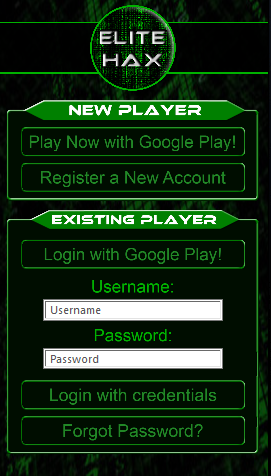 ELITE
HAX
NEW PLAYER
Play Now with Google Play!
Register a New Account
EXISTING PLAYER
Login with Google Play!
Username:
Username
Password:
Password
Login with credentials
Forgot Password?